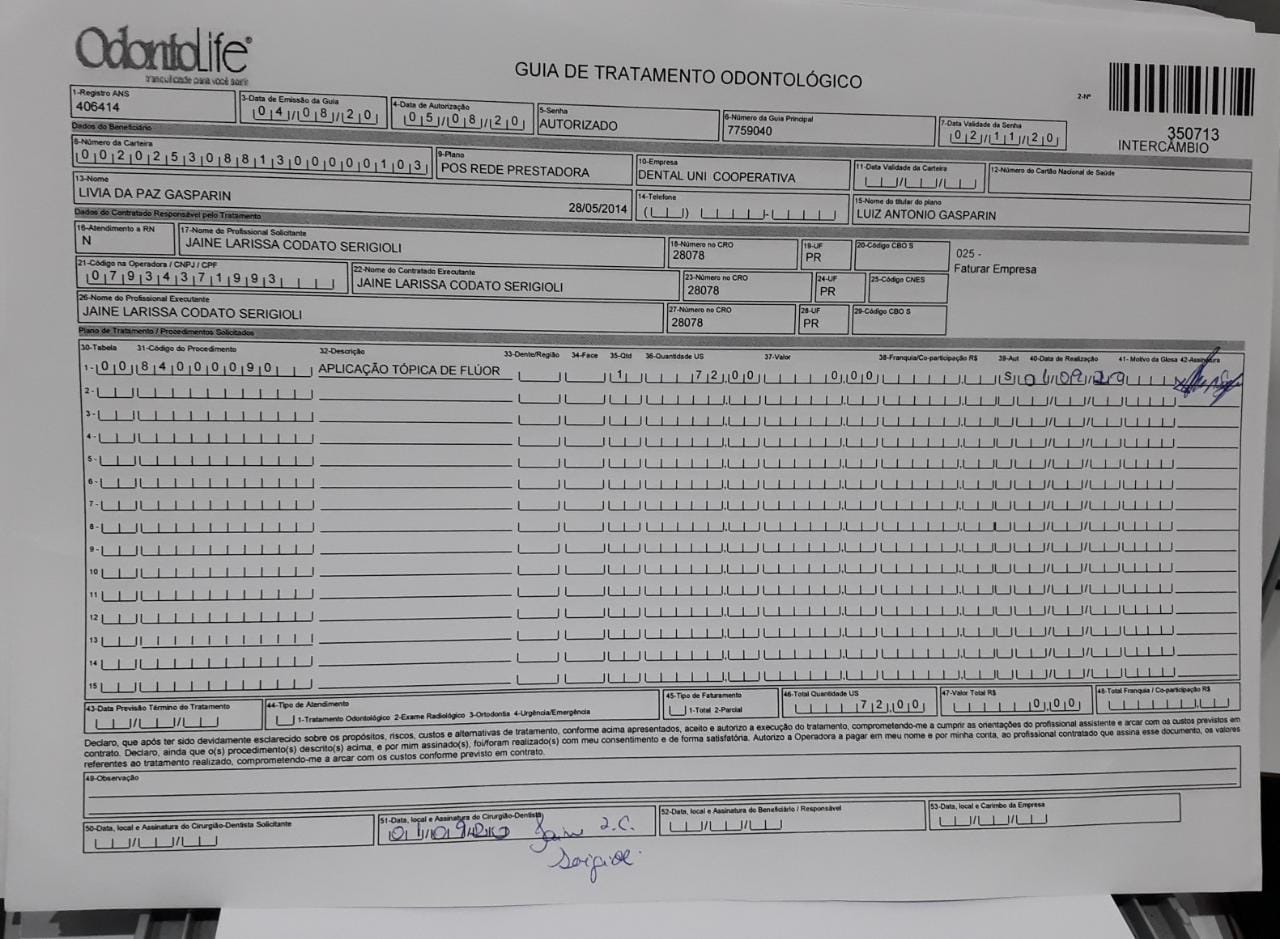 OdontoLife®
tranquilidade para você sorrir
GUIA DE TRATAMENTO ODONTOLÓGICO
2-Nº
350713
INTERCÂMBIO
1-Registro ANS
406414
3-Data de Emissão da Guia
04/08/20
4-Data de Autorização
05/08/20
5-Senha
AUTORIZADO
6-Número da Guia Principal
7759040
7-Data Validade da Senha
02/11/20
Dados do Beneficiário
8-Número da Carteira
00202530881300000103
9-Plano
POS REDE PRESTADORA
10-Empresa
DENTAL UNI COOPERATIVA
11-Data Validade da Carteira
12-Número do Cartão Nacional de Saúde
13-Nome
LIVIA DA PAZ GASPARIN 28/05/2014
14-Telefone
15-Nome do titular do plano
LUIZ ANTONIO GASPARIN
Dados do Contratado Responsável pelo Tratamento
16-Atendimento a RN
N
17-Nome do Profissional Solicitante
JAINE LARISSA CODATO SERIGIOLI
18-Número no CRO
28078
19-UF
PR
20-Código CBO S
025 -
Faturar Empresa
21-Código na Operadora / CNPJ / CPF
07934371993
22-Nome do Contratado Executante
JAINE LARISSA CODATO SERIGIOLI
23-Número no CRO
28078
24-UF
PR
25-Código CNES
26-Nome do Profissional Executante
JAINE LARISSA CODATO SERIGIOLI
27-Número no CRO
28078
28-UF
PR
29-Código CBO S
Plano de Tratamento / Procedimentos Solicitados
30-Tabela 31-Código do Procedimento 32-Descrição 33-Dente/Região 34-Face 35-Qtd 36-Quantidade US 37-Valor 38-Franquia/Co-participação R$ 39-Aut 40-Data de Realização 41- Motivo da Glosa 42-Assinatura
1- 00 84000090 APLICAÇÃO TÓPICA DE FLÚOR 1 72,00 0,00 S 01/09/20
2-
3-
4-
5-
6-
7-
8-
9-
10
11
12
13
14
15
43-Data Previsão Término do Tratamento
44-Tipo de Atendimento
1-Tratamento Odontológico 2-Exame Radiológico 3-Ortodontia 4-Urgência/Emergência
45-Tipo de Faturamento
1-Total 2-Parcial
46-Total Quantidade US
72,00
47-Valor Total R$
0,00
48-Total Franquia / Co-participação R$
Declaro, que após ter sido devidamente esclarecido sobre os propósitos, riscos, custos e alternativas de tratamento, conforme acima apresentados, aceito e autorizo a execução do tratamento, comprometendo-me a cumprir as orientações do profissional assistente e arcar com os custos previstos em
contrato. Declaro, ainda que o(s) procedimento(s) descrito(s) acima, e por mim assinado(s), foi/foram realizado(s) com meu consentimento e de forma satisfatória. Autorizo a Operadora a pagar em meu nome e por minha conta, ao profissional contratado que assina esse documento, os valores
referentes ao tratamento realizado, comprometendo-me a arcar com os custos conforme previsto em contrato.
49-Observação
50-Data, local e Assinatura do Cirurgião-Dentista Solicitante
51-Data, local e Assinatura do Cirurgião-Dentista
01/09/20 Jaine L.C.
Serigioli
52-Data, local e Assinatura do Beneficiário / Responsável
53-Data, local e Carimbo da Empresa